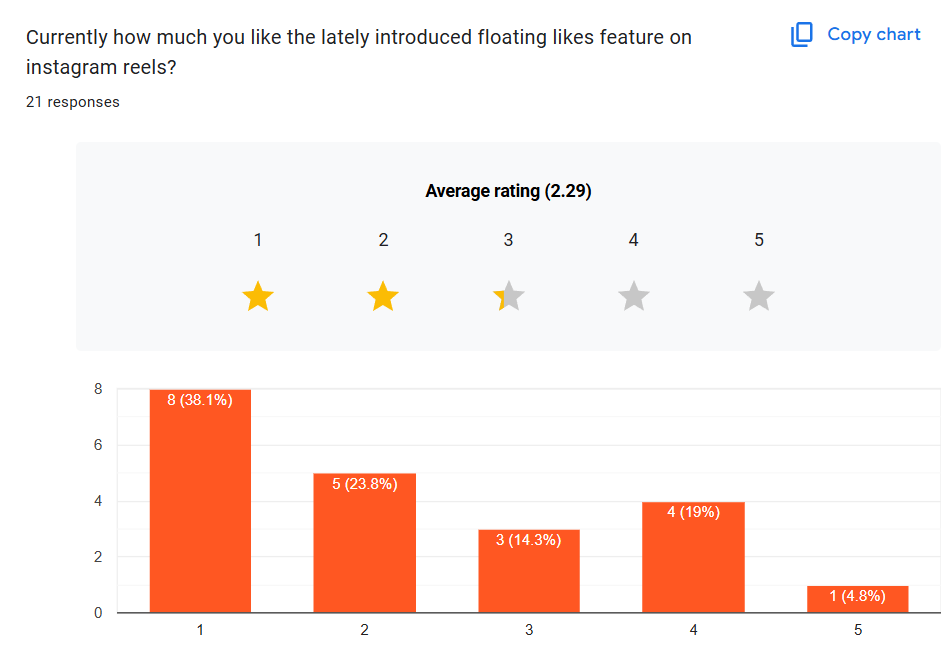 Currently how much you like the lately introduced floating likes feature on
instagram reels?
Copy chart
21 responses
Average rating (2.29)
1 2 3 4 5
8
8 (38.1%)
6
5 (23.8%)
4
4 (19%)
3 (14.3%)
2
1 (4.8%)
0
1 2 3 4 5